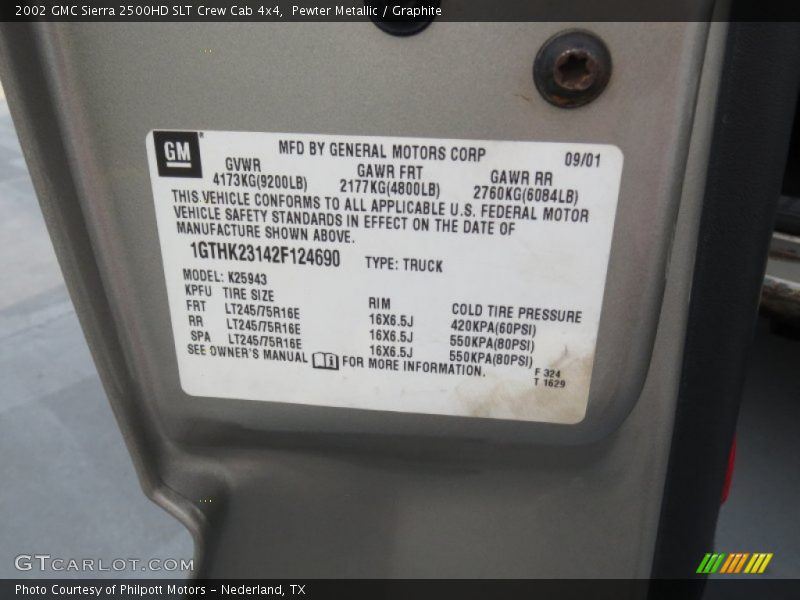 2002 GMC Sierra 2500HD SLT Crew Cab 4x4, Pewter Metallic / Graphite
GM
MFD BY GENERAL MOTORS CORP 09/01
GVWR GAWR FRT GAWR RR
4173KG(9200LB) 2177KG(4800LB) 2760KG(6084LB)
THIS VEHICLE CONFORMS TO ALL APPLICABLE U.S. FEDERAL MOTOR
VEHICLE SAFETY STANDARDS IN EFFECT ON THE DATE OF
MANUFACTURE SHOWN ABOVE.
1GTHK23142F124690 TYPE: TRUCK
MODEL: K25943
KPFU TIRE SIZE RIM COLD TIRE PRESSURE
FRT LT245/75R16E 16X6.5J 420KPA(60PSI)
RR LT245/75R16E 16X6.5J 550KPA(80PSI)
SPA LT245/75R16E 16X6.5J 550KPA(80PSI)
SEE OWNER'S MANUAL FOR MORE INFORMATION.
F 324
T 1629
GTCARLOT.COM
Photo Courtesy of Philpott Motors - Nederland, TX